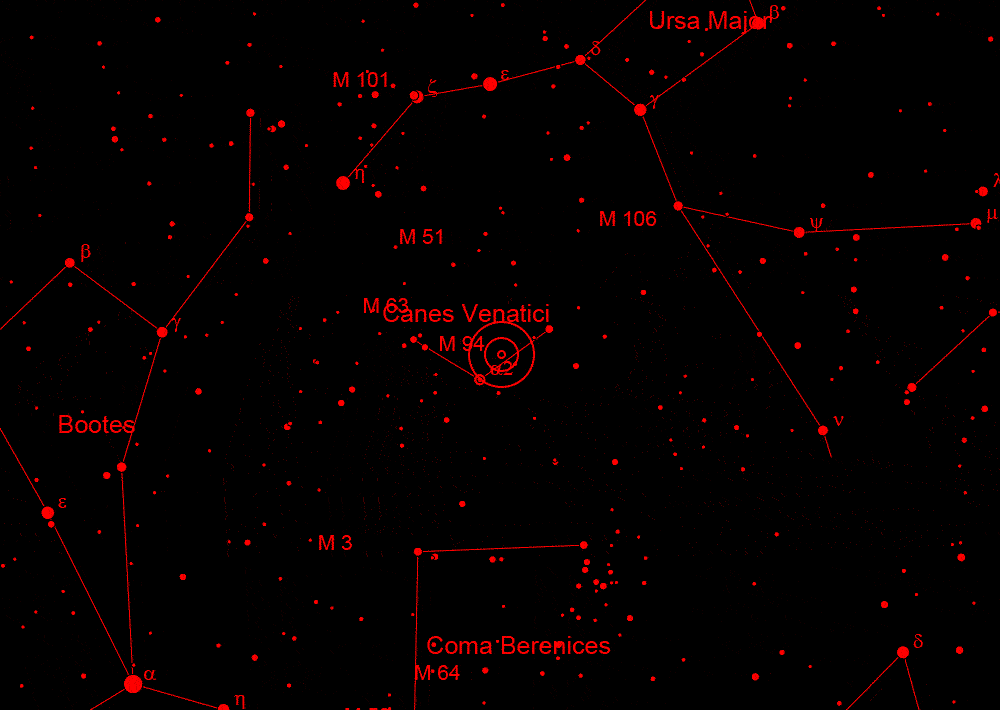 Ursa Major
β
δ
M 101
ε
ζ
γ
η
λ
μ
M 106
ψ
M 51
β
M 63
Canes Venatici
γ
M 94
α2
Bootes
ν
ε
M 3
δ
Coma Berenices
M 64
α
η